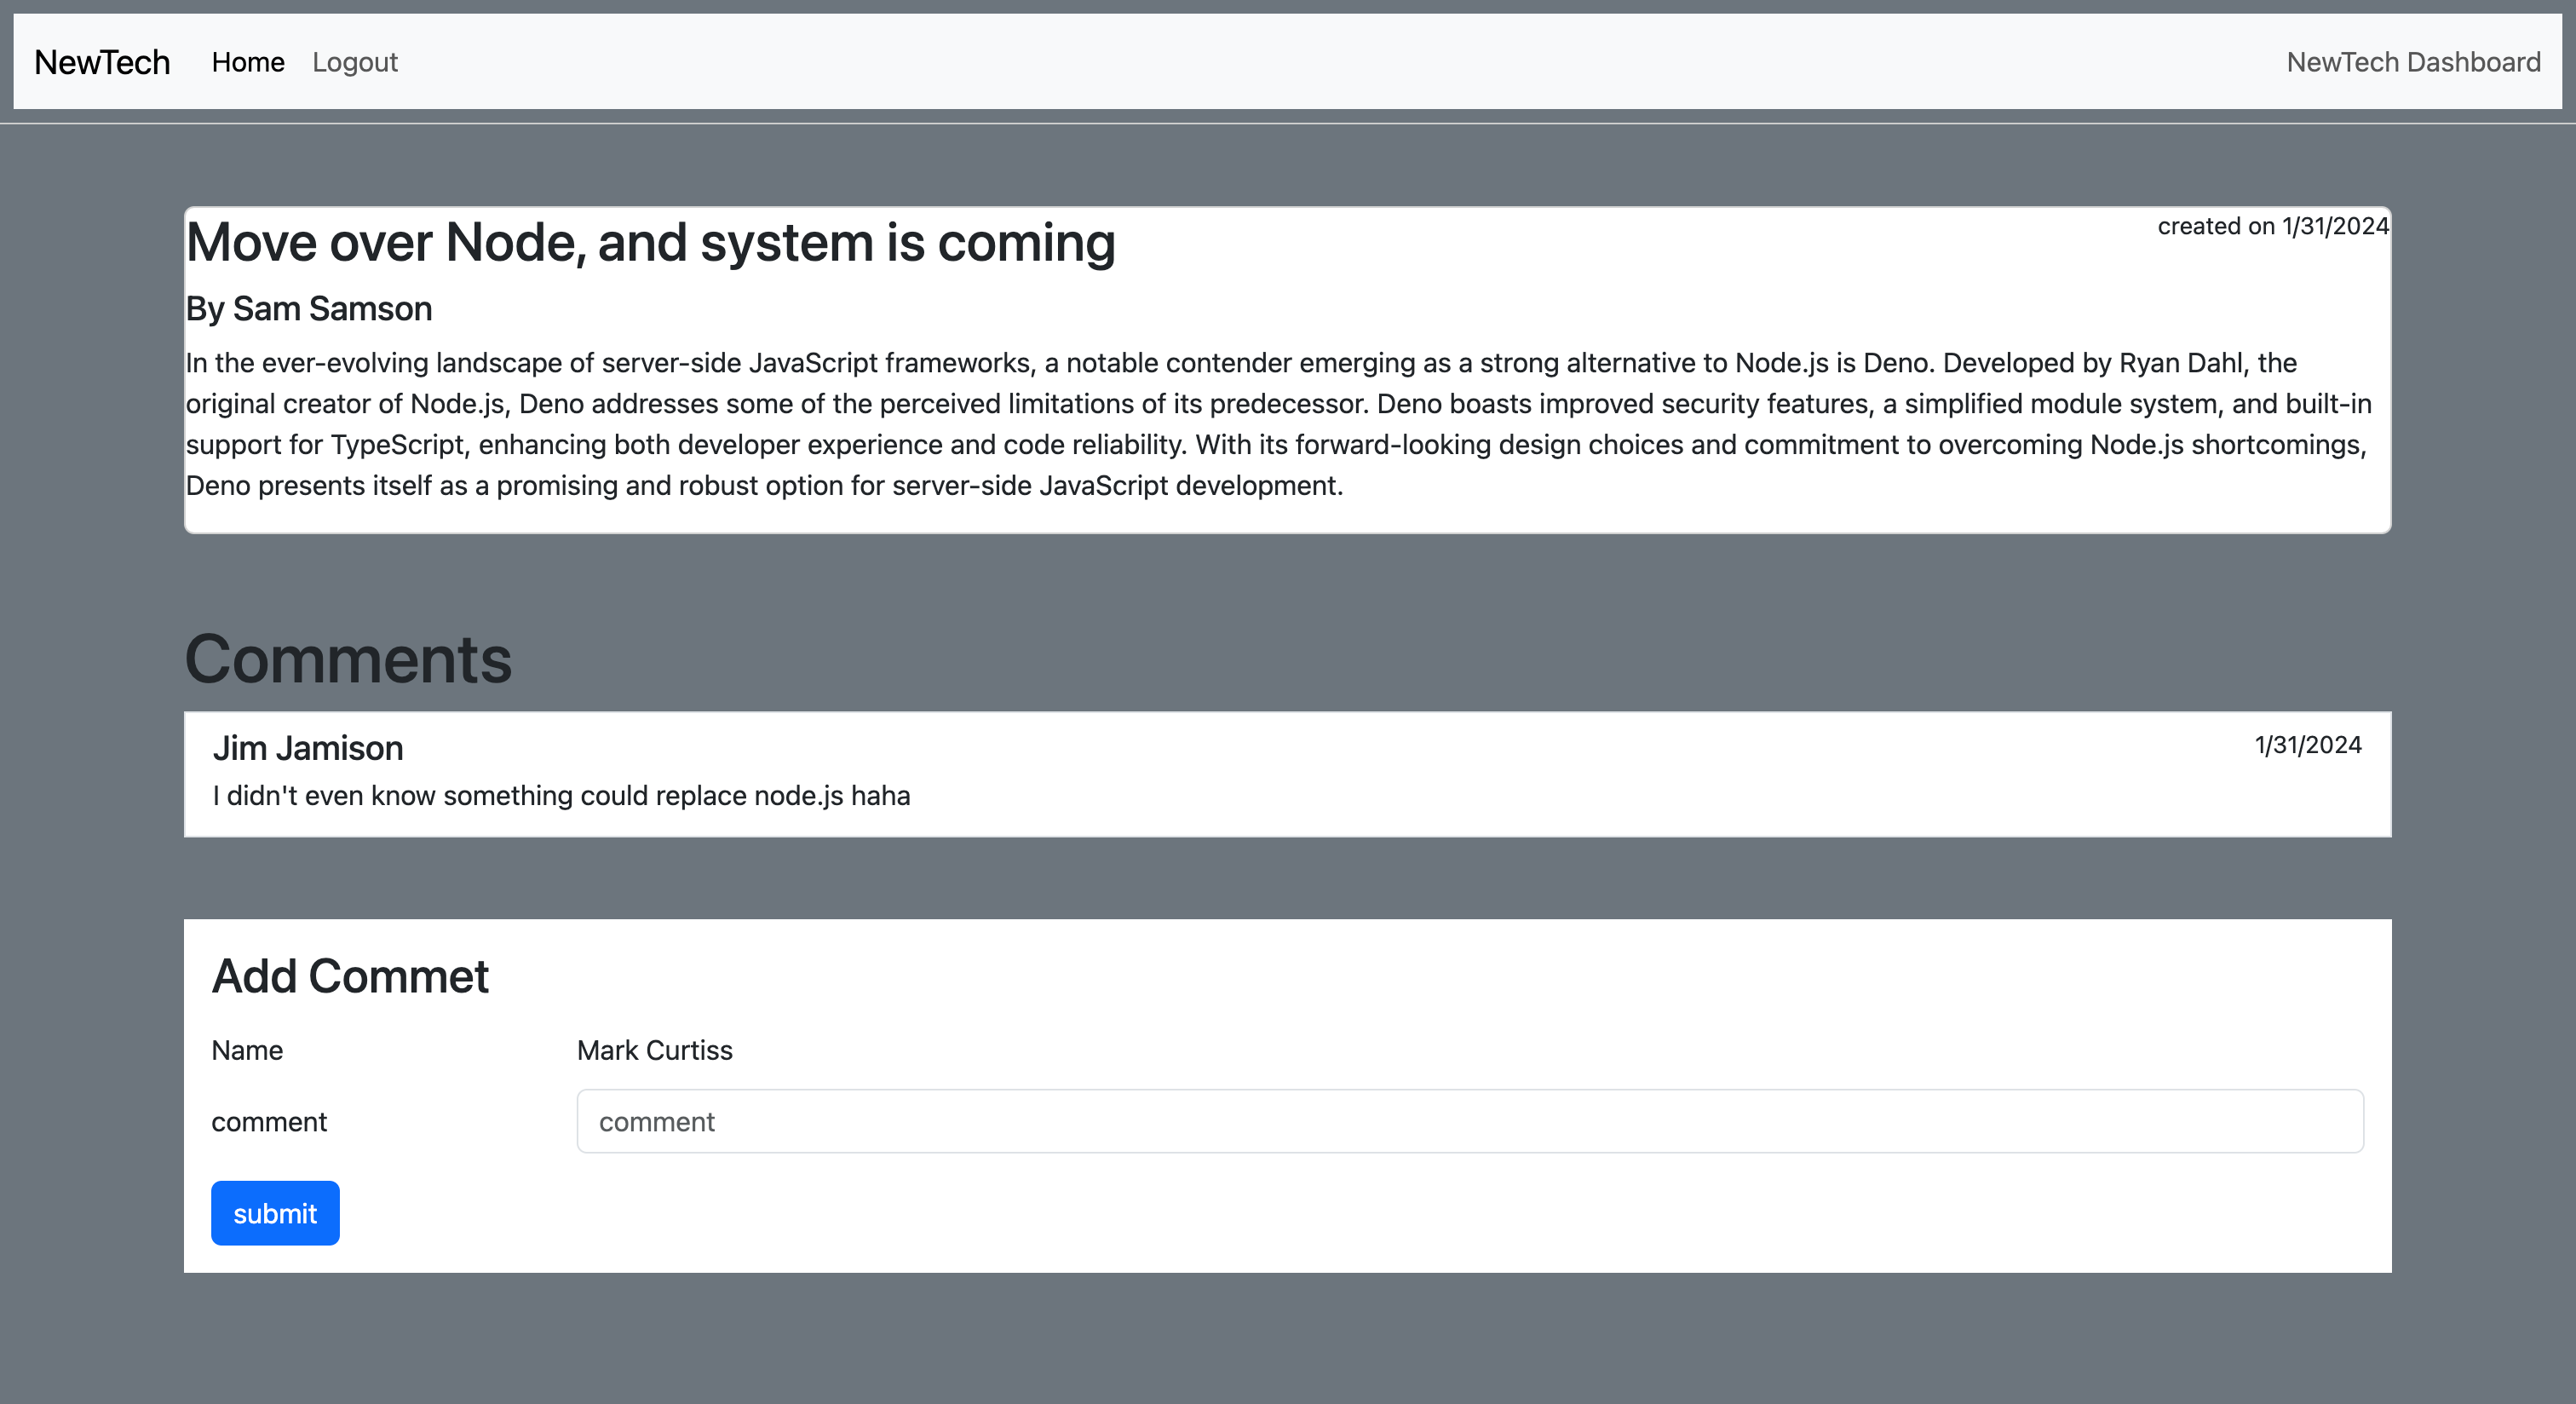 NewTech Home Logout NewTech Dashboard
Move over Node, and system is coming created on 1/31/2024
By Sam Samson
In the ever-evolving landscape of server-side JavaScript frameworks, a notable contender emerging as a strong alternative to Node.js is Deno. Developed by Ryan Dahl, the
original creator of Node.js, Deno addresses some of the perceived limitations of its predecessor. Deno boasts improved security features, a simplified module system, and built-in
support for TypeScript, enhancing both developer experience and code reliability. With its forward-looking design choices and commitment to overcoming Node.js shortcomings,
Deno presents itself as a promising and robust option for server-side JavaScript development.
Comments
Jim Jamison 1/31/2024
I didn't even know something could replace node.js haha
Add Commet
Name Mark Curtiss
comment comment
submit